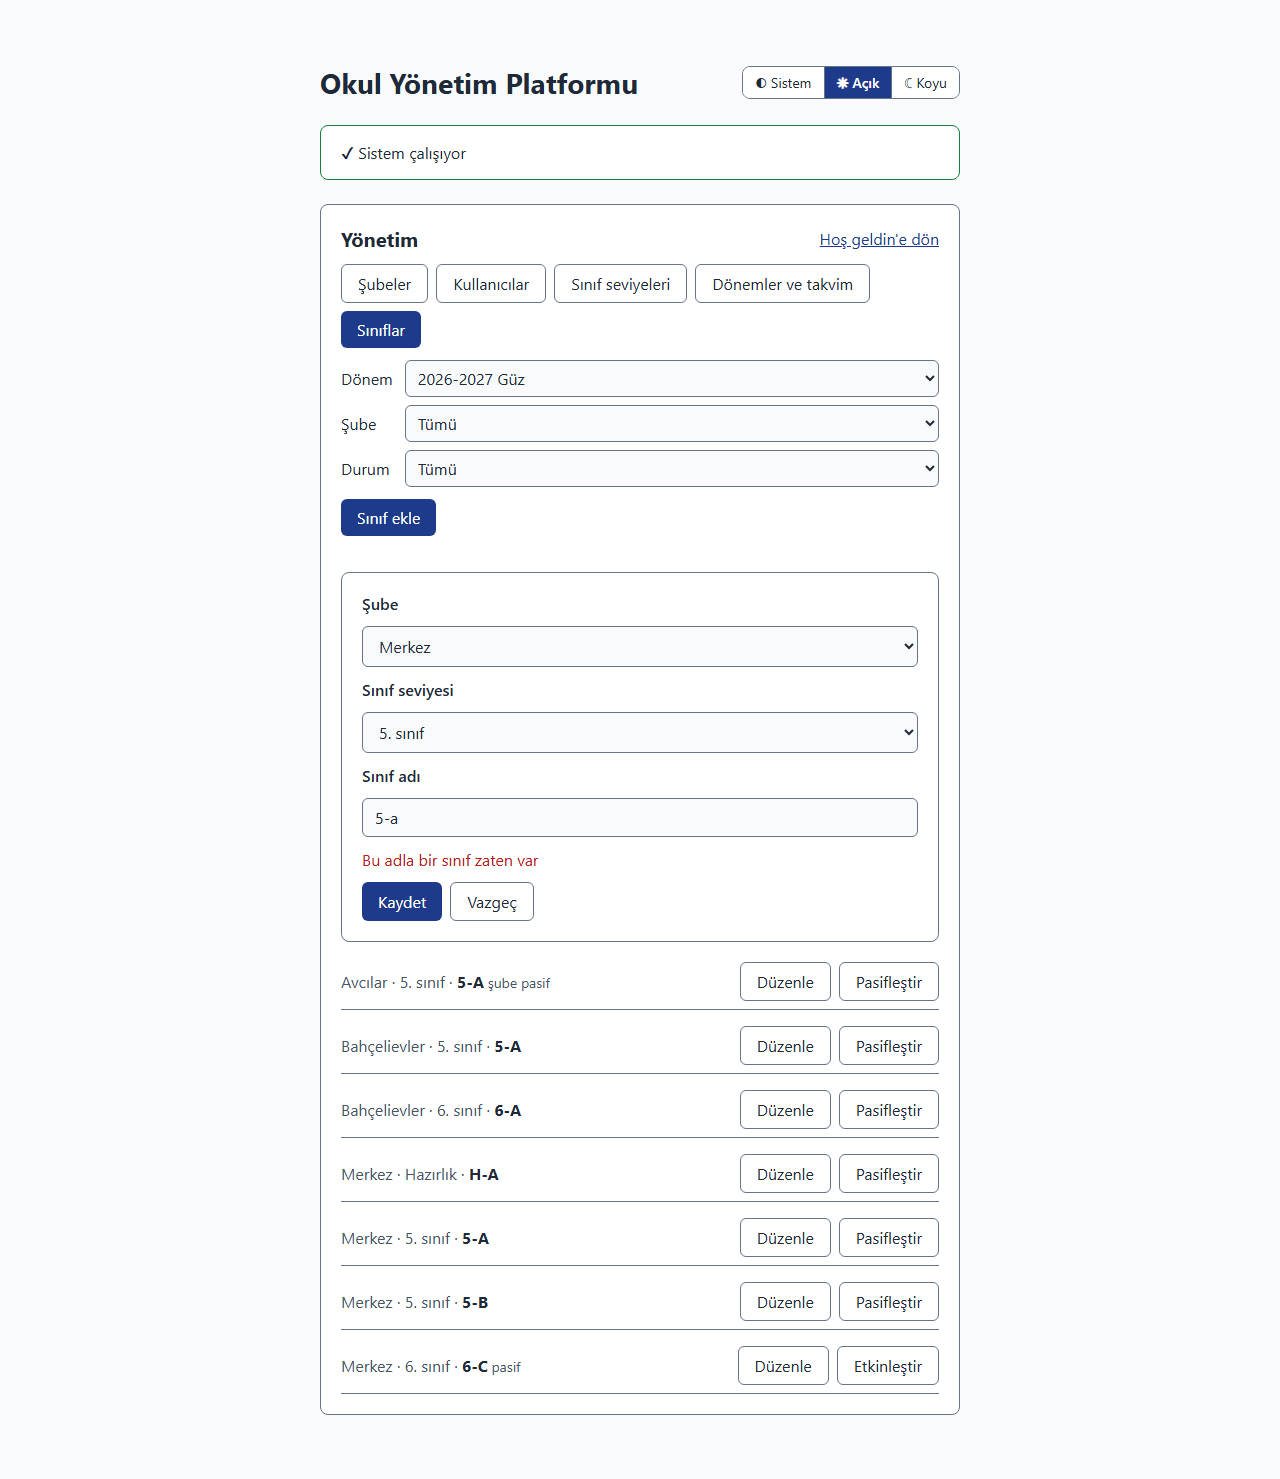 Okul Yönetim Platformu
◐ Sistem
❋ Açık
☾ Koyu
✓ Sistem çalışıyor
Yönetim
Hoş geldin'e dön
Şubeler
Kullanıcılar
Sınıf seviyeleri
Dönemler ve takvim
Sınıflar
Dönem
2026-2027 Güz
Şube
Tümü
Durum
Tümü
Sınıf ekle
Şube
Merkez
Sınıf seviyesi
5. sınıf
Sınıf adı
5-a
Bu adla bir sınıf zaten var
Kaydet
Vazgeç
Avcılar · 5. sınıf · 5-A şube pasif
Düzenle
Pasifleştir
Bahçelievler · 5. sınıf · 5-A
Düzenle
Pasifleştir
Bahçelievler · 6. sınıf · 6-A
Düzenle
Pasifleştir
Merkez · Hazırlık · H-A
Düzenle
Pasifleştir
Merkez · 5. sınıf · 5-A
Düzenle
Pasifleştir
Merkez · 5. sınıf · 5-B
Düzenle
Pasifleştir
Merkez · 6. sınıf · 6-C pasif
Düzenle
Etkinleştir